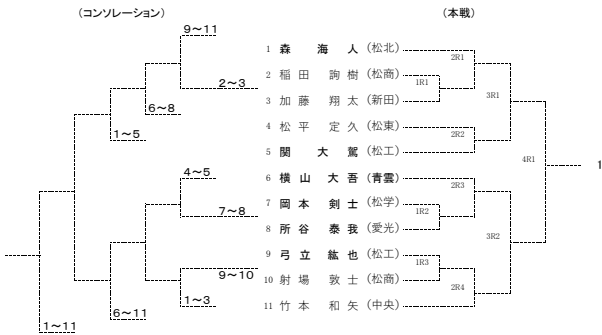 （コンソレーション）
（本戦）
9～11
1 森 海 人 (松北)
2R1
2～3
2 稲 田 詢 樹 (松商)
1R1
3R1
6～8
3 加 藤 翔 太 (新田)
1～5
4 松 平 定 久 (松東)
2R2
5 関 大 駕 (松工)
4R1
1
4～5
6 横 山 大 吾 (青雲)
2R3
7～8
7 岡 本 剣 士 (松学)
1R2
8 所 谷 泰 我 (愛光)
3R2
9 弓 立 紘 也 (松工)
1R3
9～10
10 射 場 敦 士 (松商)
2R4
1～3
11 竹 本 和 矢 (中央)
6～11
1～11